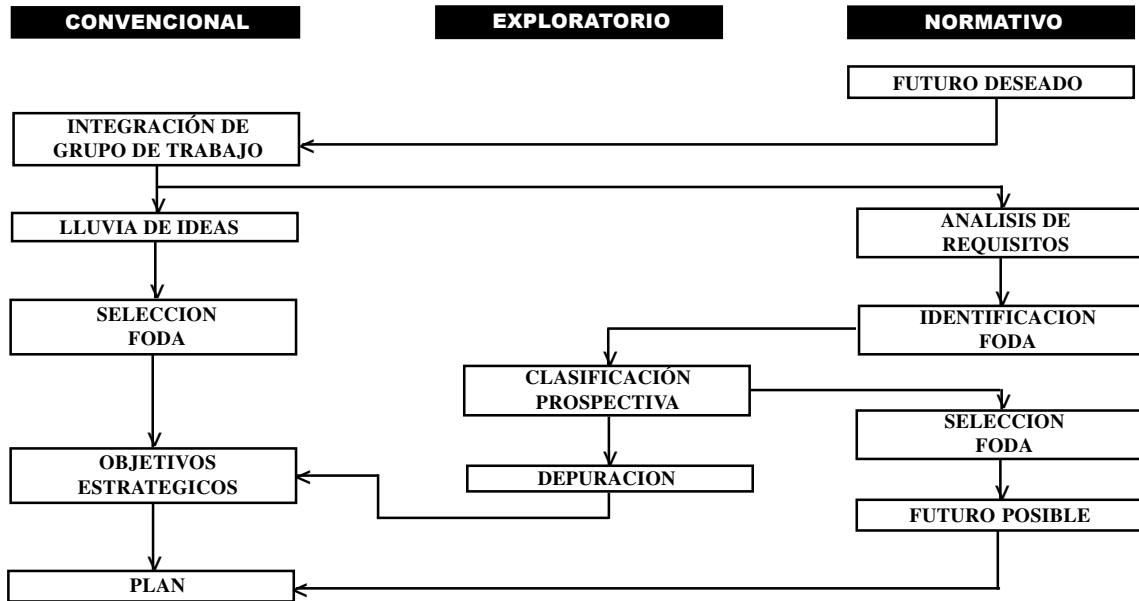 CONVENCIONAL
EXPLORATORIO
NORMATIVO
FUTURO DESEADO
INTEGRACIÓN DE
GRUPO DE TRABAJO
LLUVIA DE IDEAS
ANALISIS DE
REQUISITOS
SELECCION
FODA
IDENTIFICACION
FODA
CLASIFICACIÓN
PROSPECTIVA
SELECCION
FODA
OBJETIVOS
ESTRATEGICOS
DEPURACION
FUTURO POSIBLE
PLAN